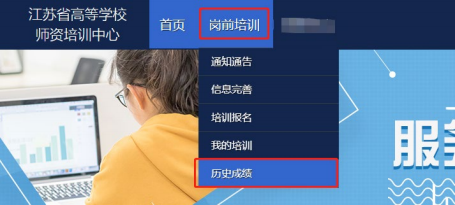 江苏省高等学校
师资培训中心
首页
岗前培训
通知通告
信息完善
培训报名
我的培训
历史成绩
服